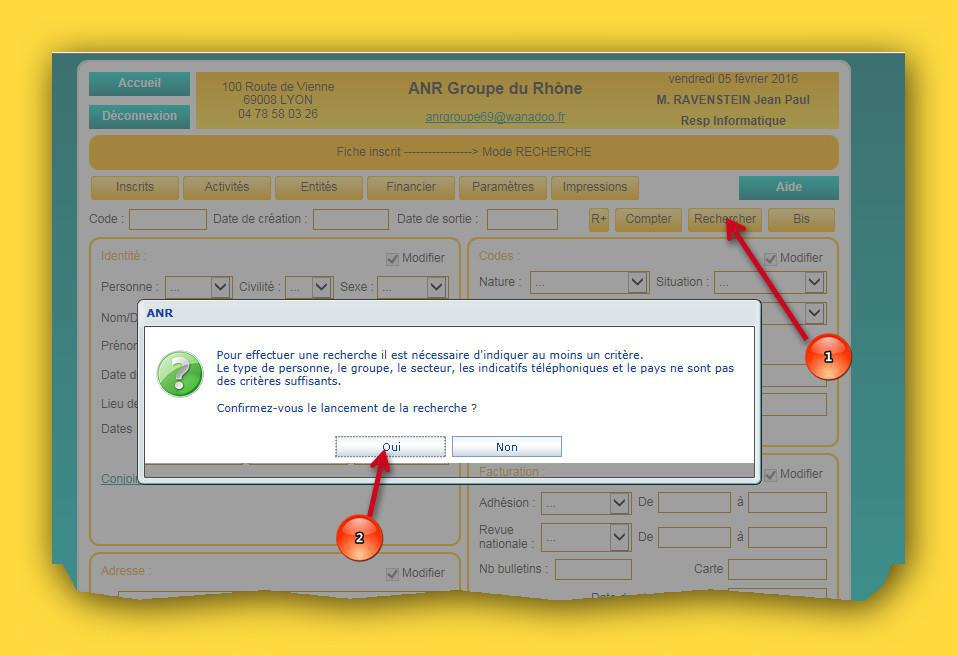 Accueil
Déconnexion
100 Route de Vienne
69008 LYON
04 78 58 03 26
ANR Groupe du Rhône
anrgroupe69@wanadoo.fr
vendredi 05 février 2016
M. RAVENSTEIN Jean Paul
Resp Informatique
Fiche inscrit -----------------> Mode RECHERCHE
Inscrits Activités Entités Financier Paramètres Impressions Aide
Code : Date de création : Date de sortie : R+ Compter Rechercher Bis
Identité : Modifier
Personne : ... Civilité : ... Sexe : ...
Nom/D
Prénor
Date d
Lieu de
Dates
Conjoi
Codes : Modifier
Nature : ... Situation : ...
1
ANR
Pour effectuer une recherche il est nécessaire d'indiquer au moins un critère.
Le type de personne, le groupe, le secteur, les indicatifs téléphoniques et le pays ne sont pas
des critères suffisants.
Confirmez-vous le lancement de la recherche ?
Oui Non
2
Facturation : Modifier
Adhésion : ... De à
Revue
nationale : ... De à
Nb bulletins : Carte
Adresse : Modifier